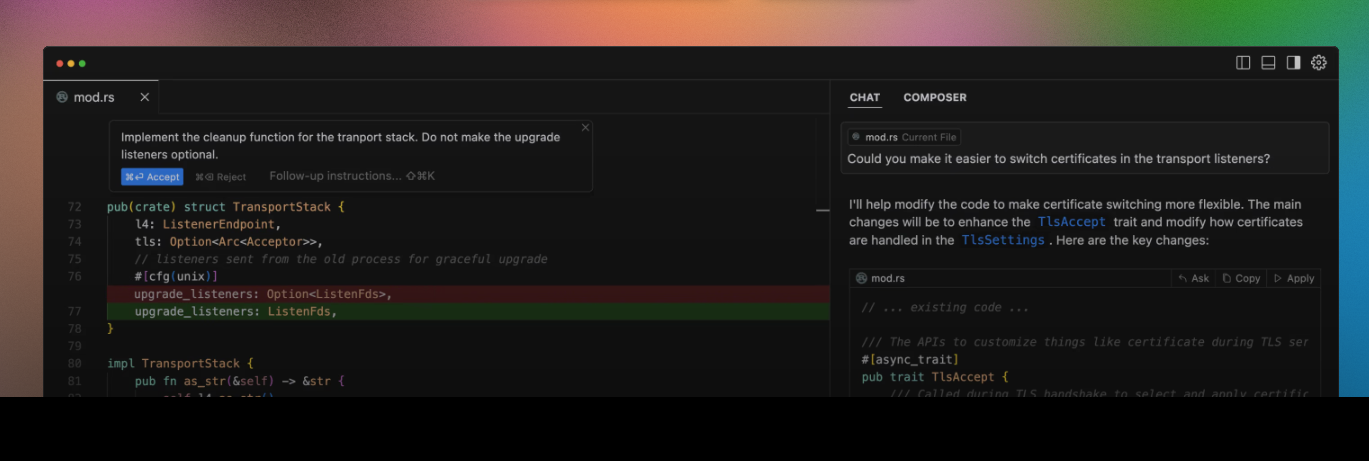 mod.rs
Implement the cleanup function for the tranport stack. Do not make the upgrade
listeners optional.
⌘⏎ Accept ⌘⌫ Reject Follow-up instructions... ⇧⌘K
72 pub(crate) struct TransportStack {
73 l4: ListenerEndpoint,
74 tls: Option<Arc<Acceptor>>,
75 // listeners sent from the old process for graceful upgrade
76 #[cfg(unix)]
upgrade_listeners: Option<ListenFds>,
77 upgrade_listeners: ListenFds,
78 }
79
80 impl TransportStack {
81 pub fn as_str(&self) -> &str {
self.l4.as_str()
CHAT COMPOSER
mod.rs Current File
Could you make it easier to switch certificates in the transport listeners?
I'll help modify the code to make certificate switching more flexible. The main
changes will be to enhance the TlsAccept trait and modify how certificates
are handled in the TlsSettings . Here are the key changes:
mod.rs Ask Copy Apply
// ... existing code ...
/// The APIs to customize things like certificate during TLS ser
#[async_trait]
pub trait TlsAccept {
/// Called during TLS handshake to select and apply certific